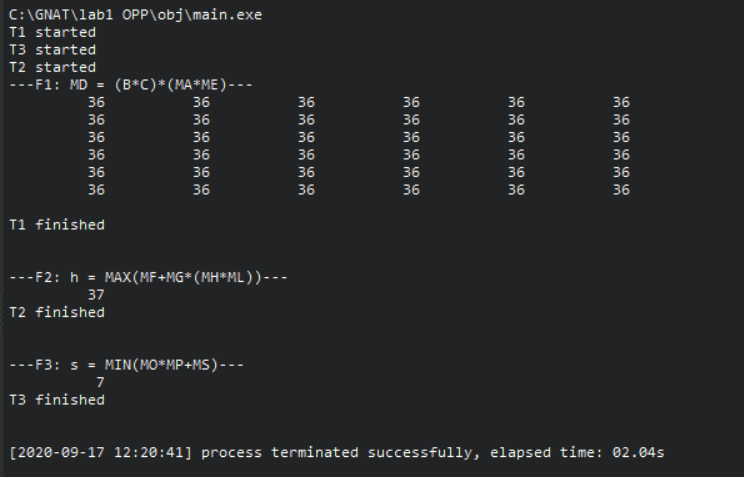 C:\GNAT\lab1 OPP\obj\main.exe
T1 started
T3 started
T2 started
---F1: MD = (B*C)*(MA*ME)---
36 36 36 36 36 36
36 36 36 36 36 36
36 36 36 36 36 36
36 36 36 36 36 36
36 36 36 36 36 36
36 36 36 36 36 36
T1 finished
---F2: h = MAX(MF+MG*(MH*ML))---
37
T2 finished
---F3: s = MIN(MO*MP+MS)---
7
T3 finished
[2020-09-17 12:20:41] process terminated successfully, elapsed time: 02.04s